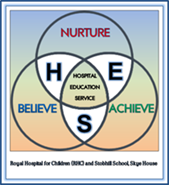 NURTURE
H E
HOSPITAL
EDUCATION
SERVICE
BELIEVE ACHIEVE
S
Royal Hospital for Children (RHC) and Stobhill School, Skye House